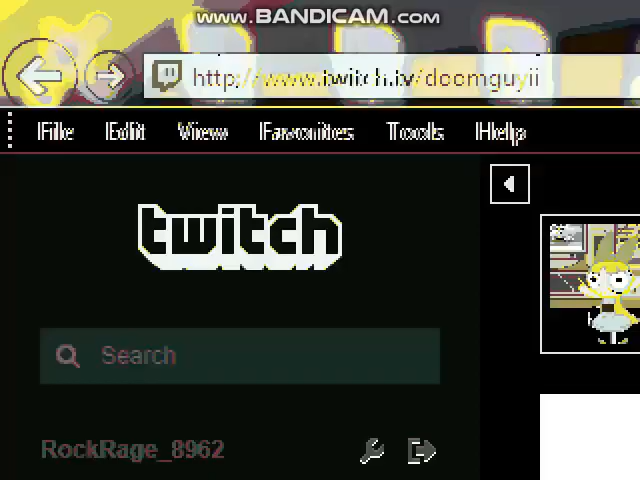 www.BANDICAM.com
http://www.twitch.tv/doomguyii
File Edit View Favorites Tools Help
twitch
Search
RockRage_8962